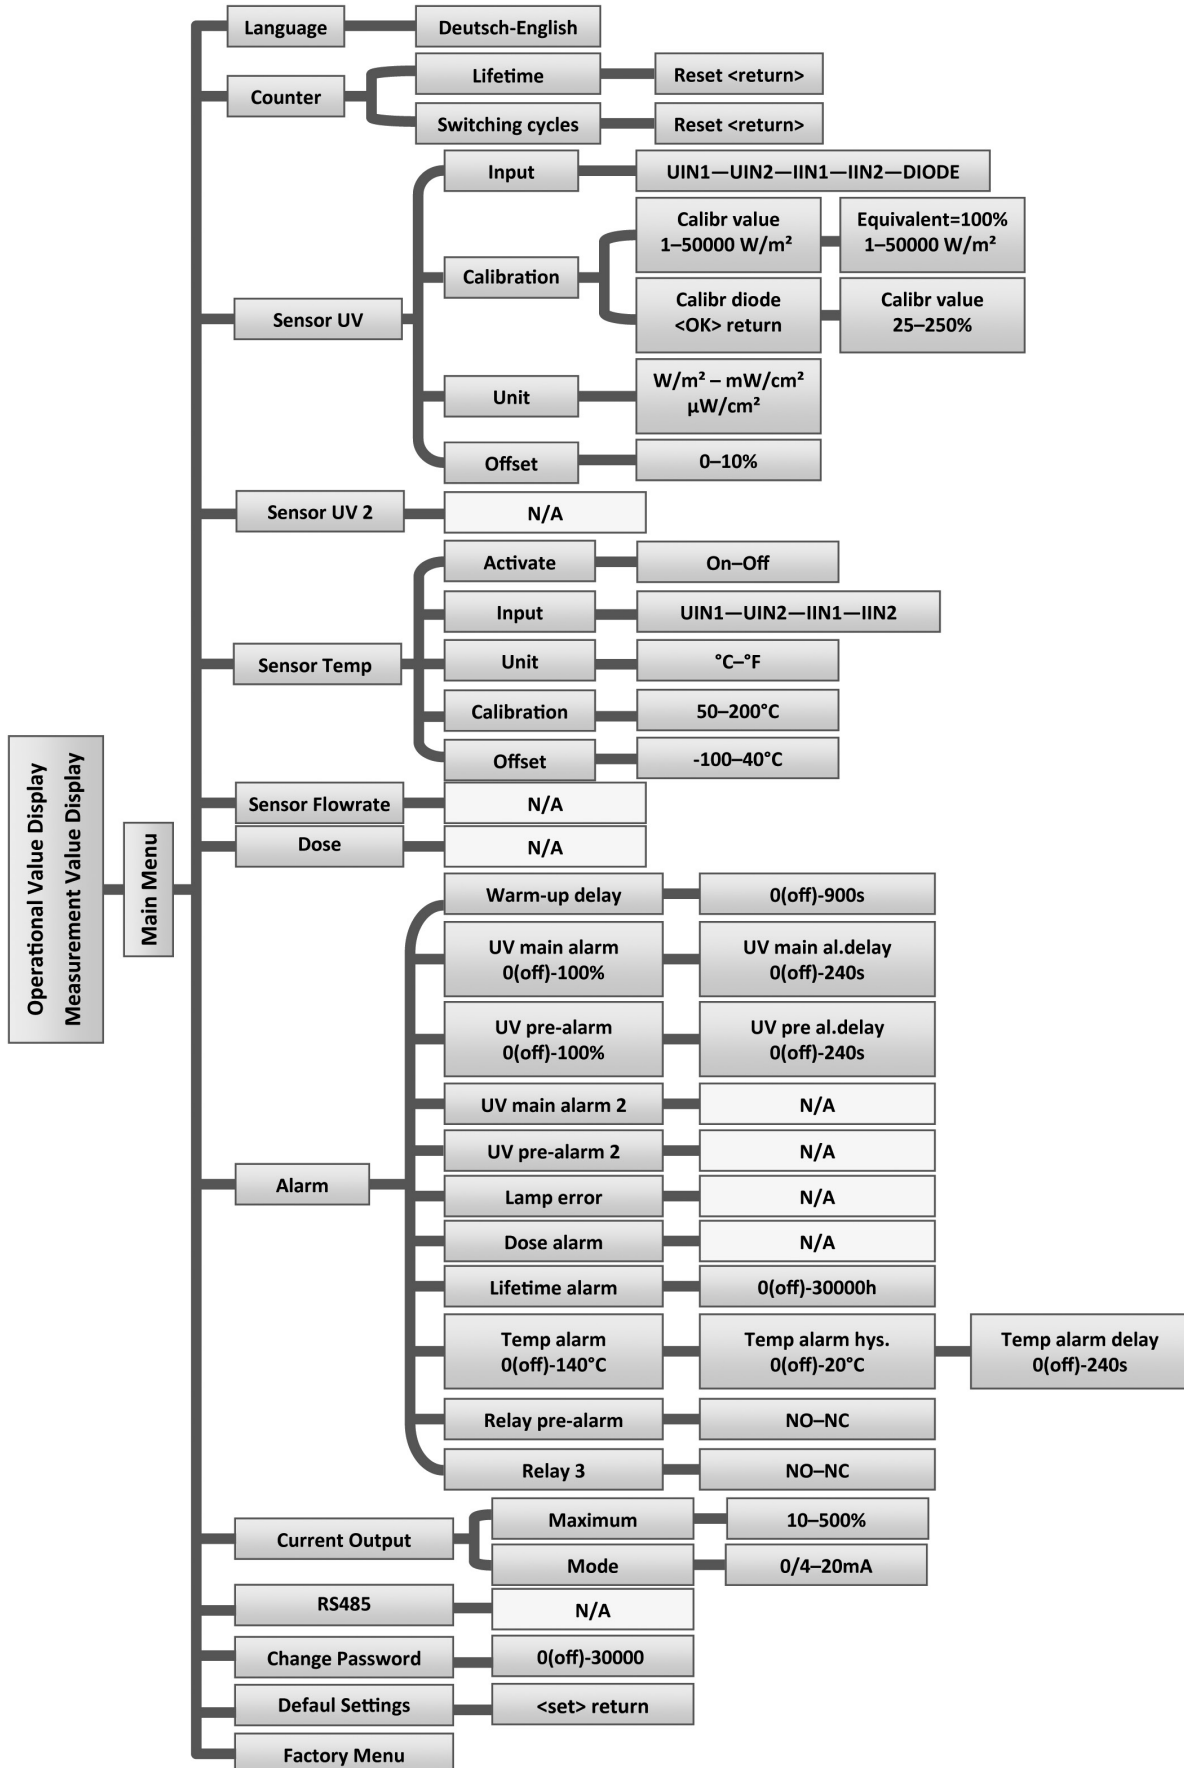 Operational Value Display
Measurement Value Display
Main Menu
Language
Deutsch-English
Counter
Lifetime
Reset <return>
Switching cycles
Reset <return>
Sensor UV
Input
UIN1—UIN2—IIN1—IIN2—DIODE
Calibration
Calibr value
1–50000 W/m²
Equivalent=100%
1–50000 W/m²
Calibr diode
<OK> return
Calibr value
25–250%
Unit
W/m² – mW/cm²
µW/cm²
Offset
0–10%
Sensor UV 2
N/A
Sensor Temp
Activate
On–Off
Input
UIN1—UIN2—IIN1—IIN2
Unit
°C–°F
Calibration
50–200°C
Offset
-100–40°C
Sensor Flowrate
N/A
Dose
N/A
Alarm
Warm-up delay
0(off)-900s
UV main alarm
0(off)-100%
UV main al.delay
0(off)-240s
UV pre-alarm
0(off)-100%
UV pre al.delay
0(off)-240s
UV main alarm 2
N/A
UV pre-alarm 2
N/A
Lamp error
N/A
Dose alarm
N/A
Lifetime alarm
0(off)-30000h
Temp alarm
0(off)-140°C
Temp alarm hys.
0(off)-20°C
Temp alarm delay
0(off)-240s
Relay pre-alarm
NO–NC
Relay 3
NO–NC
Current Output
Maximum
10–500%
Mode
0/4–20mA
RS485
N/A
Change Password
0(off)-30000
Defaul Settings
<set> return
Factory Menu